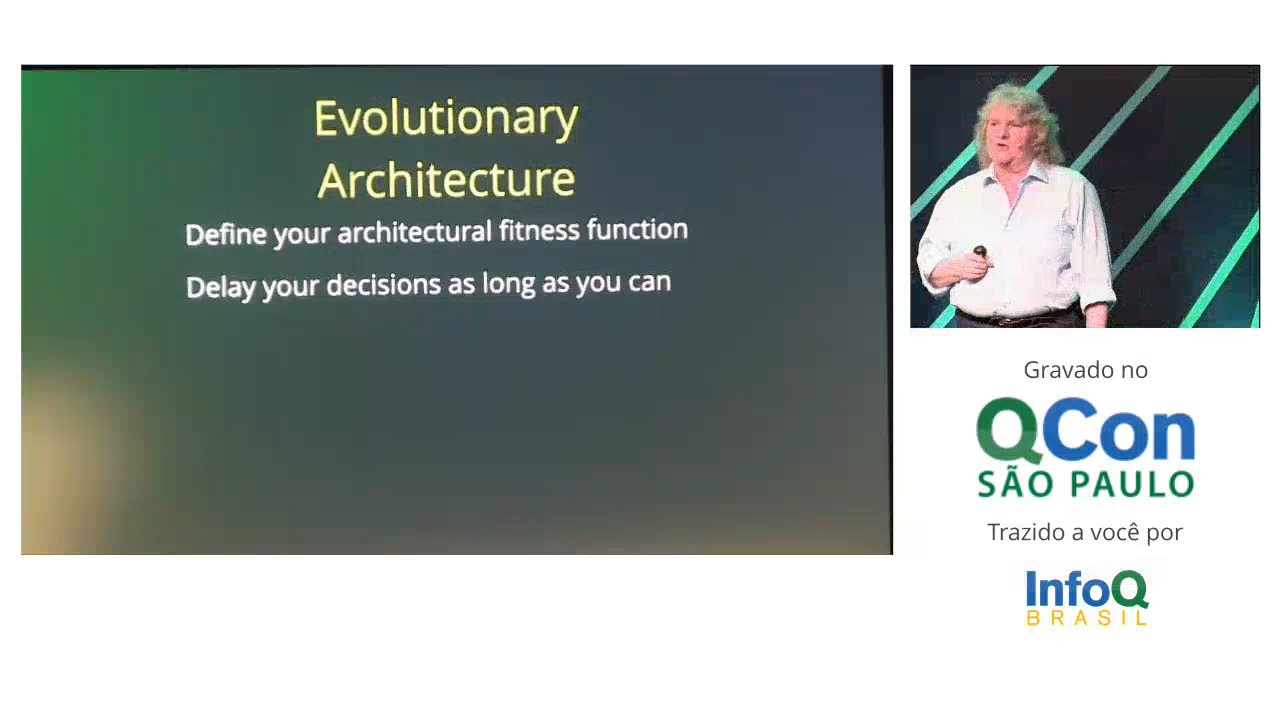 Evolutionary
Architecture
Define your architectural fitness function
Delay your decisions as long as you can
Gravado no
QCon
SÃO PAULO
Trazido a você por
InfoQ
BRASIL